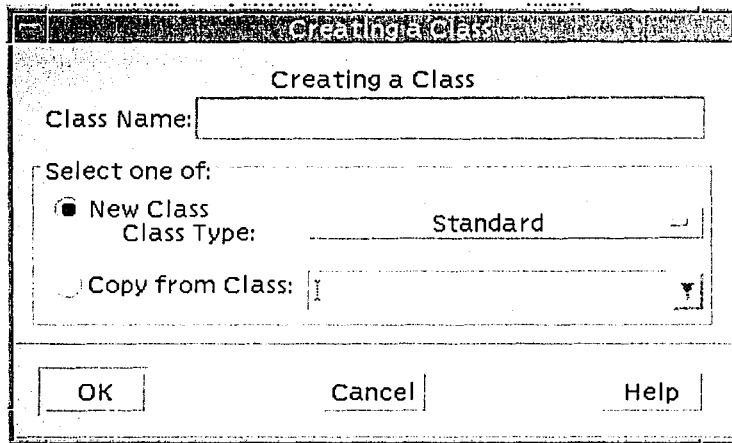 Creating a Class
Creating a Class
Class Name:
Select one of:
New Class
Class Type: Standard
Copy from Class:
OK Cancel Help